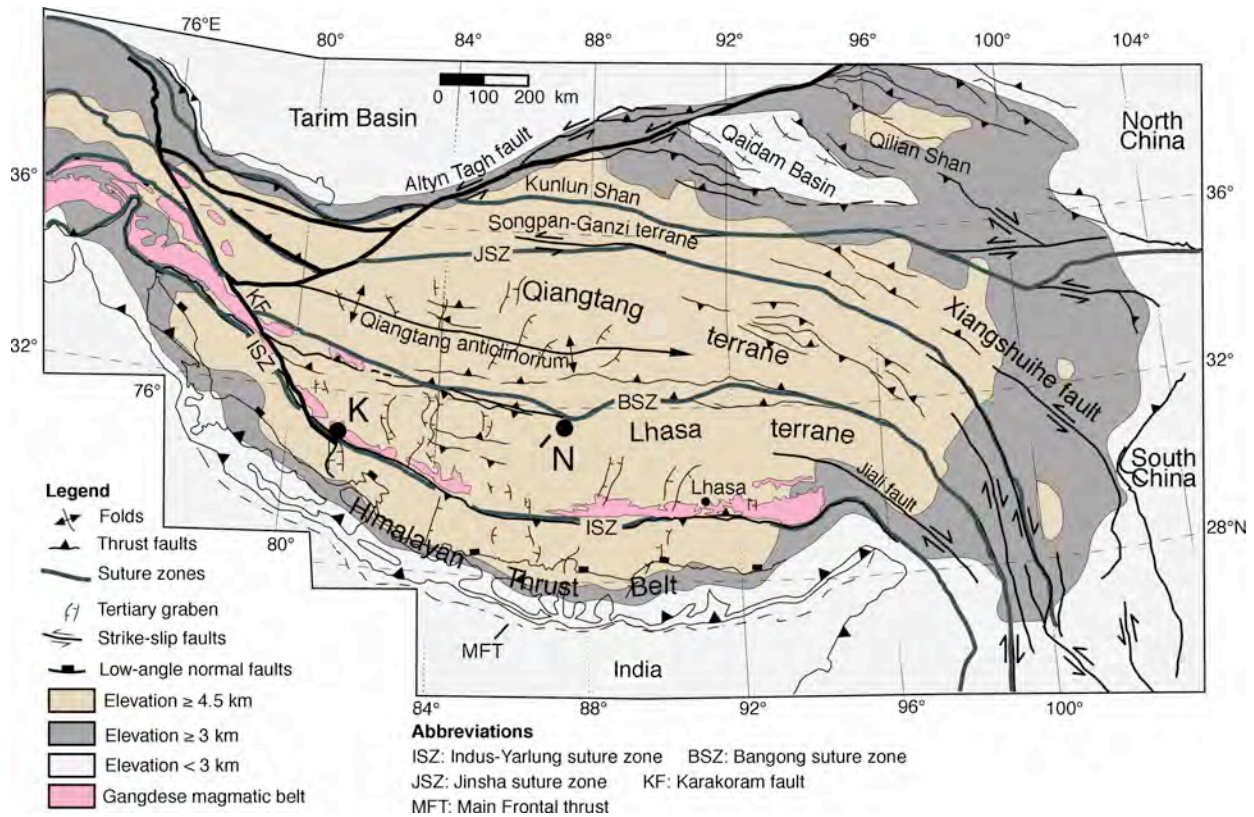 76°E
80°
84°
88°
92°
96°
100°
104°
0 100 200 km
Tarim Basin
North
China
Altyn Tagh fault
Qaidam Basin
Qilian Shan
36°
36°
Kunlun Shan
Songpan-Ganzi terrane
JSZ
KF
Qiangtang
terrane
Qiangtang anticlinorium
Xiangshuihe fault
32°
32°
76°
ISZ
K
BSZ
N
Lhasa
terrane
South
China
Lhasa
Jiali fault
ISZ
28°N
80°
Himalayan
Thrust
Belt
MFT
India
84°
88°
92°
96°
100°
Legend
Folds
Thrust faults
Suture zones
Tertiary graben
Strike-slip faults
Low-angle normal faults
Elevation ≥ 4.5 km
Elevation ≥ 3 km
Elevation < 3 km
Gangdese magmatic belt
Abbreviations
ISZ: Indus-Yarlung suture zone BSZ: Bangong suture zone
JSZ: Jinsha suture zone KF: Karakoram fault
MFT: Main Frontal thrust